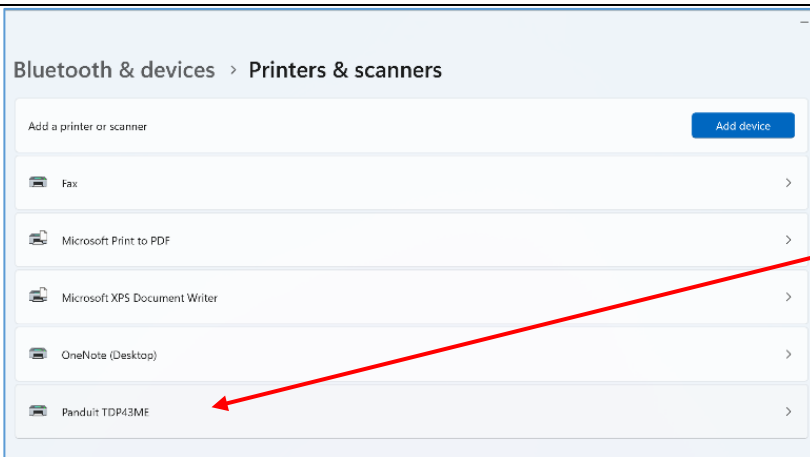 Bluetooth & devices > Printers & scanners
Add a printer or scanner Add device
Fax
Microsoft Print to PDF
Microsoft XPS Document Writer
OneNote (Desktop)
Panduit TDP43ME